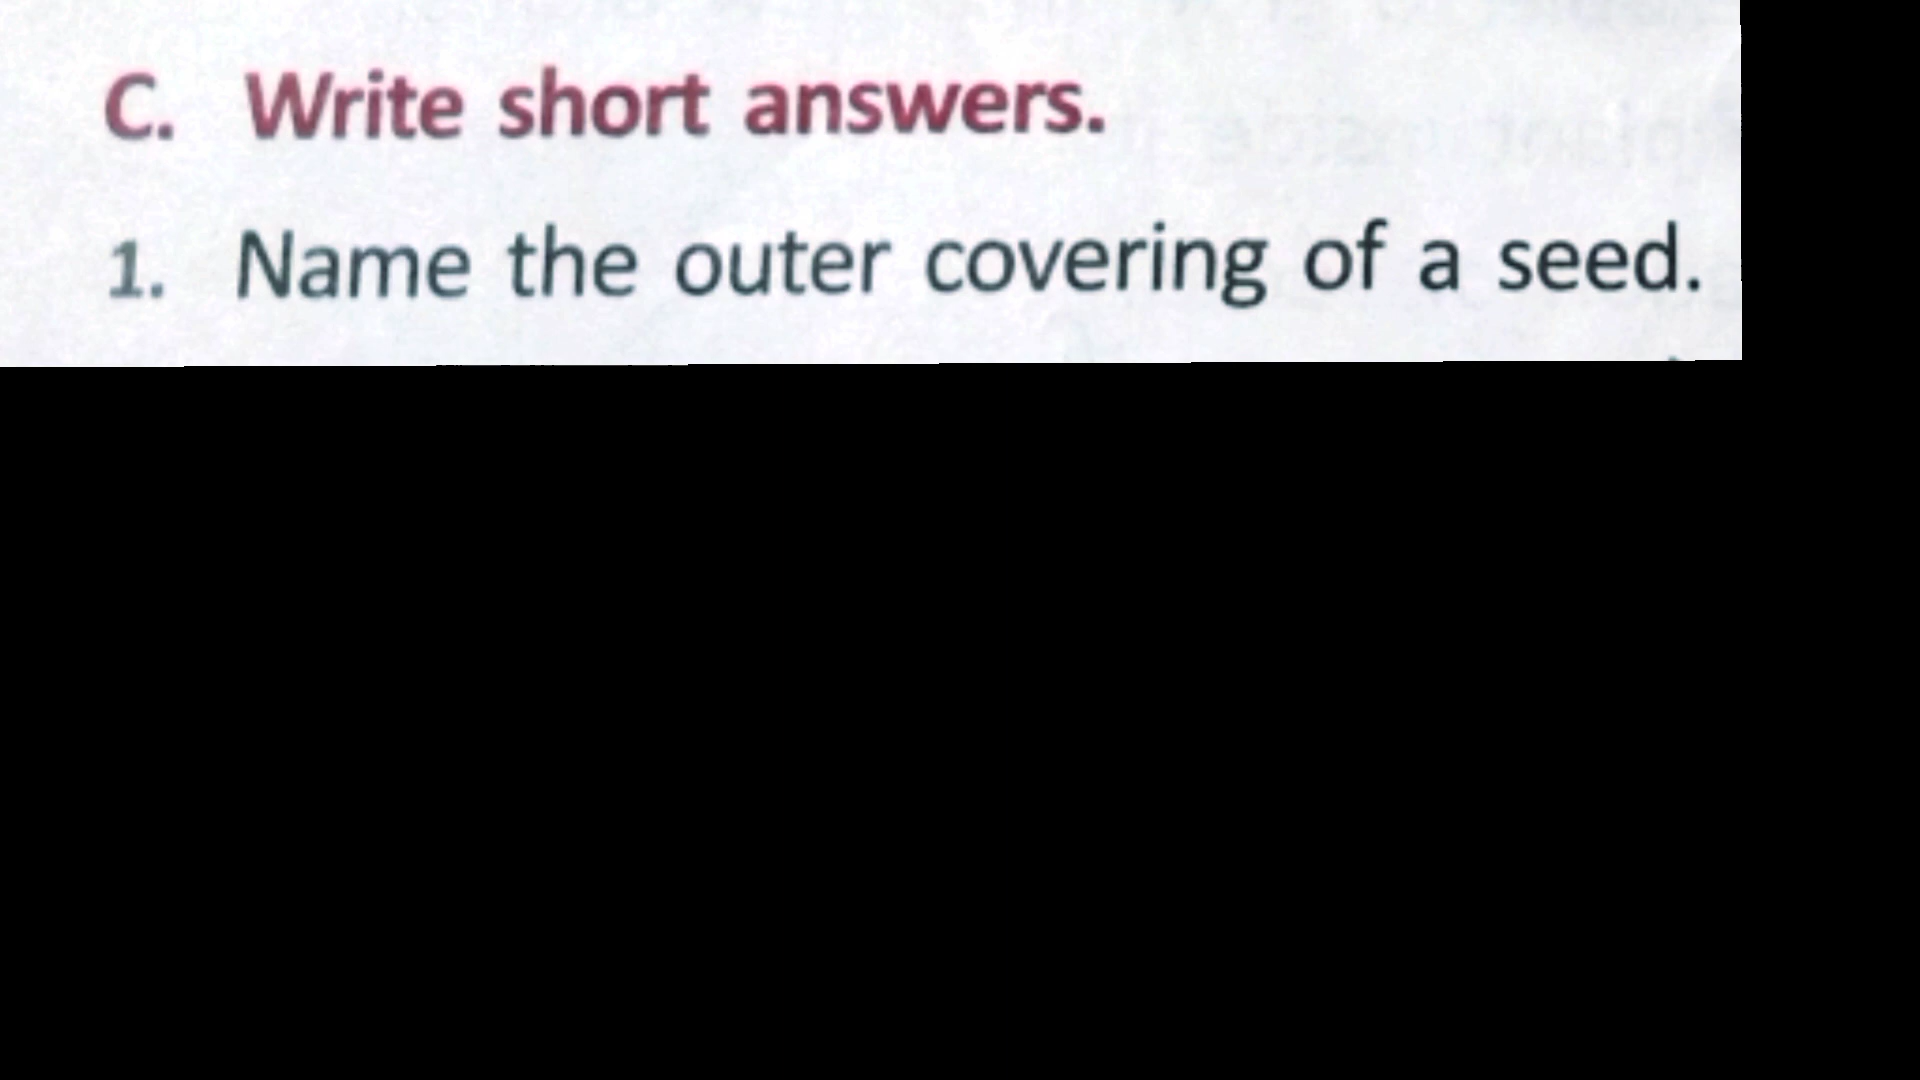 C. Write short answers.
1. Name the outer covering of a seed.